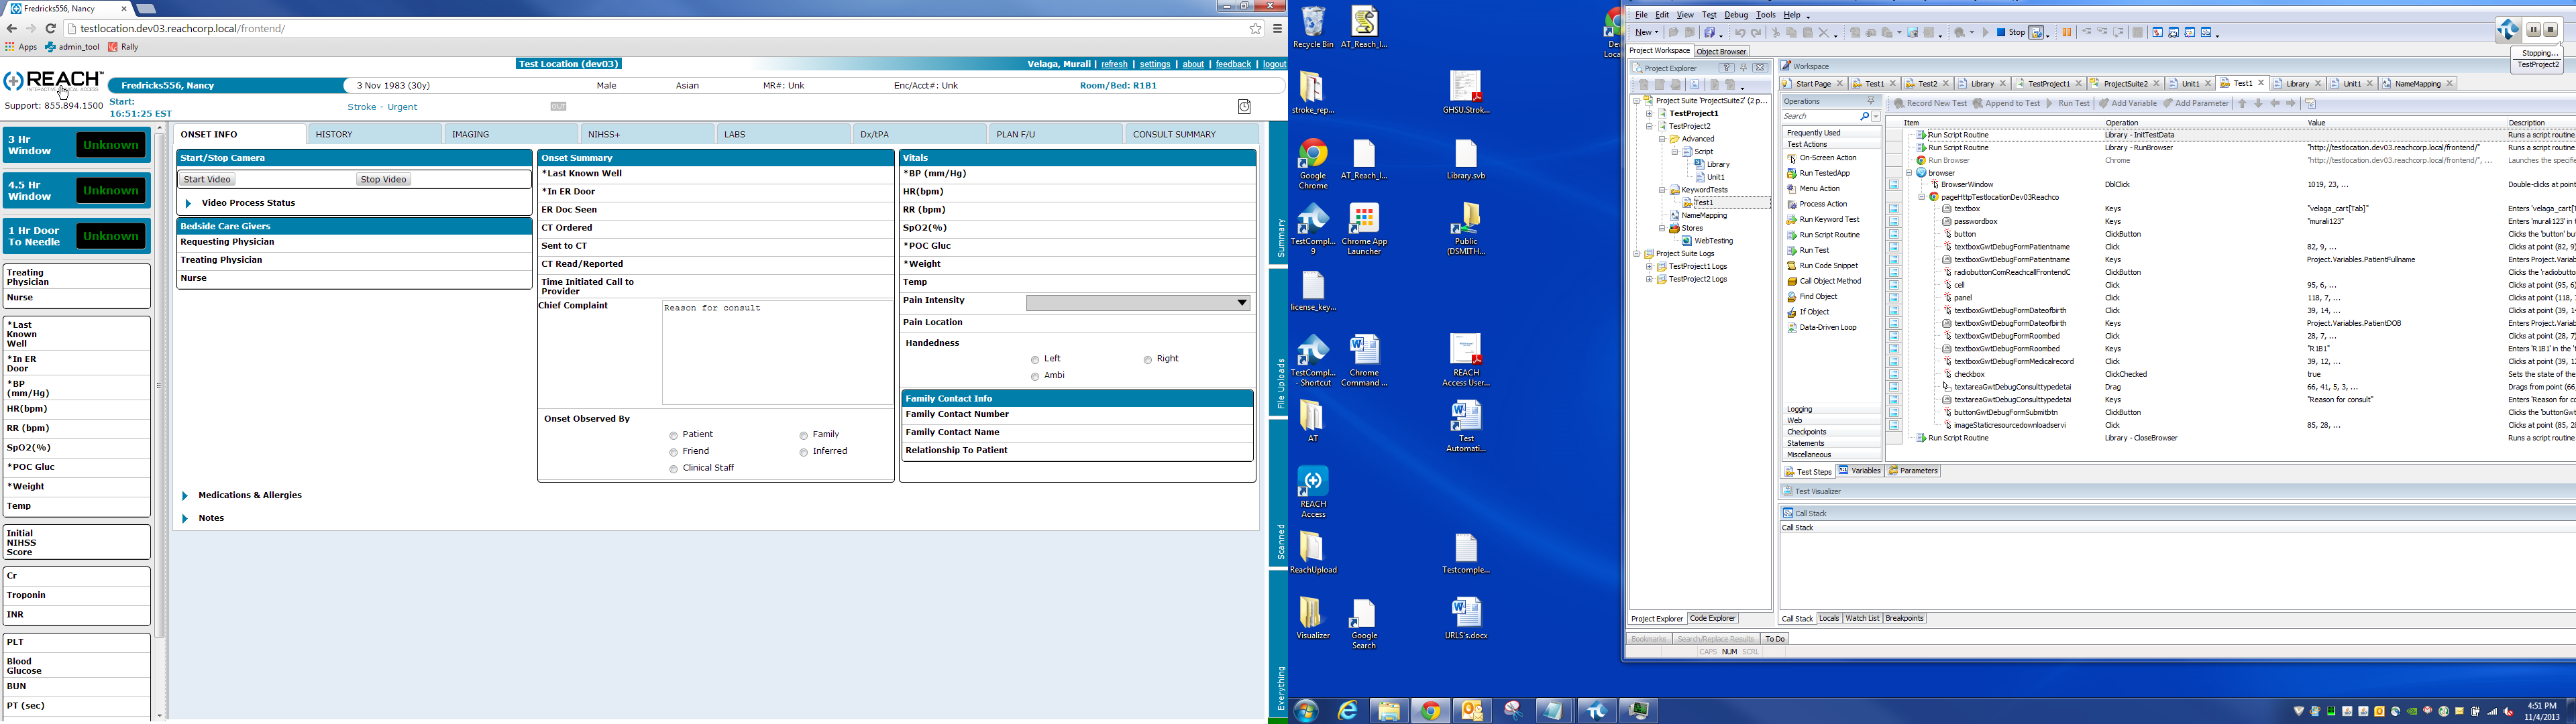 Fredricks556, Nancy
testlocation.dev03.reachcorp.local/frontend/
Apps admin_tool Rally
Test Location (dev03)
Velaga, Murali | refresh | settings | about | feedback | logout
REACH
Fredricks556, Nancy 3 Nov 1983 (30y) Male Asian MR#: Unk Enc/Acct#: Unk Room/Bed: R1B1
Support: 855.894.1500
Start:
16:51:25 EST
Stroke - Urgent
OUT
3 Hr
Window
Unknown
4.5 Hr
Window
Unknown
1 Hr Door
To Needle
Unknown
Treating
Physician
Nurse
*Last
Known
Well
*In ER
Door
*BP
(mm/Hg)
HR(bpm)
RR (bpm)
SpO2(%)
*POC Gluc
*Weight
Temp
Initial
NIHSS
Score
Cr
Troponin
INR
PLT
Blood
Glucose
BUN
PT (sec)
ONSET INFO HISTORY IMAGING NIHSS+ LABS Dx/tPA PLAN F/U CONSULT SUMMARY
Start/Stop Camera
Start Video Stop Video
Video Process Status
Bedside Care Givers
Requesting Physician
Treating Physician
Nurse
Onset Summary
*Last Known Well
*In ER Door
ER Doc Seen
CT Ordered
Sent to CT
CT Read/Reported
Time Initiated Call to
Provider
Chief Complaint
Reason for consult
Onset Observed By
Patient Family
Friend Inferred
Clinical Staff
Vitals
*BP (mm/Hg)
HR(bpm)
RR (bpm)
SpO2(%)
*POC Gluc
*Weight
Temp
Pain Intensity
Pain Location
Handedness
Left Right
Ambi
Family Contact Info
Family Contact Number
Family Contact Name
Relationship To Patient
Medications & Allergies
Notes
Summary
File Uploads
Scanned
Everything
Recycle Bin
AT_Reach_I...
stroke_rep...
GHSU.Strok...
Google
Chrome
AT_Reach_I...
Library.svb
TestCompl...
9
Chrome App
Launcher
Public
(DSMITH...
license_key...
TestCompl...
- Shortcut
Chrome
Command ...
REACH
Access User...
AT
Test
Automati...
REACH
Access
ReachUpload
Testcomple...
Visualizer
Google
Search
URLS's.docx
File Edit View Test Debug Tools Help
New
Stop
Stopping...
TestProject2
Project Workspace Object Browser
Project Explorer
Project Suite 'ProjectSuite2' (2 p...
TestProject1
TestProject2
Advanced
Script
Library
Unit1
KeywordTests
Test1
NameMapping
Stores
WebTesting
Project Suite Logs
TestProject1 Logs
TestProject2 Logs
Project Explorer Code Explorer
Workspace
Start Page Test1 Test2 Library TestProject1 ProjectSuite2 Unit1 Test1 Library Unit1 NameMapping
Operations
Search
Frequently Used
Test Actions
On-Screen Action
Run TestedApp
Menu Action
Process Action
Run Keyword Test
Run Script Routine
Run Test
Run Code Snippet
Call Object Method
Find Object
If Object
Data-Driven Loop
Logging
Web
Checkpoints
Statements
Miscellaneous
Record New Test Append to Test Run Test Add Variable Add Parameter
Item Operation Value Description
Run Script Routine Library - InitTestData Runs a script routine
Run Script Routine Library - RunBrowser "http://testlocation.dev03.reachcorp.local/frontend/" Runs a script routine
Run Browser Chrome "http://testlocation.dev03.reachcorp.local/frontend/", ... Launches the specifie
browser
BrowserWindow DblClick 1019, 23, ... Double-clicks at point
pageHttpTestlocationDev03Reachco
textbox Keys "velaga_cart[Tab]" Enters 'velaga_cart[T
passwordbox Keys "murali123" Enters 'murali123' in t
button ClickButton Clicks the 'button' bu
textboxGwtDebugFormPatientname Click 82, 9, ... Clicks at point (82, 9)
textboxGwtDebugFormPatientname Keys Project.Variables.PatientFullname Enters Project.Variab
radiobuttonComReachcallFrontendC ClickButton Clicks the 'radiobutto
cell Click 95, 6, ... Clicks at point (95, 6)
panel Click 118, 7, ... Clicks at point (118, 7
textboxGwtDebugFormDateofbirth Click 39, 14, ... Clicks at point (39, 14
textboxGwtDebugFormDateofbirth Keys Project.Variables.PatientDOB Enters Project.Variab
textboxGwtDebugFormRoombed Click 28, 7, ... Clicks at point (28, 7)
textboxGwtDebugFormRoombed Keys "R1B1" Enters 'R1B1' in the '
textboxGwtDebugFormMedicalrecord Click 39, 12, ... Clicks at point (39, 12
checkbox ClickChecked true Sets the state of the
textareaGwtDebugConsulttypedetai Drag 66, 41, 5, 3, ... Drags from point (66,
textareaGwtDebugConsulttypedetai Keys "Reason for consult" Enters 'Reason for co
buttonGwtDebugFormSubmitbtn ClickButton Clicks the 'buttonGwt
imageStaticresourcedownloadservi Click 85, 28, ... Clicks at point (85, 28
Run Script Routine Library - CloseBrowser Runs a script routine
Test Steps Variables Parameters
Test Visualizer
Call Stack
Call Stack
Call Stack Locals Watch List Breakpoints
Bookmarks Search/Replace Results To Do
CAPS NUM SCRL
4:51 PM
11/4/2013